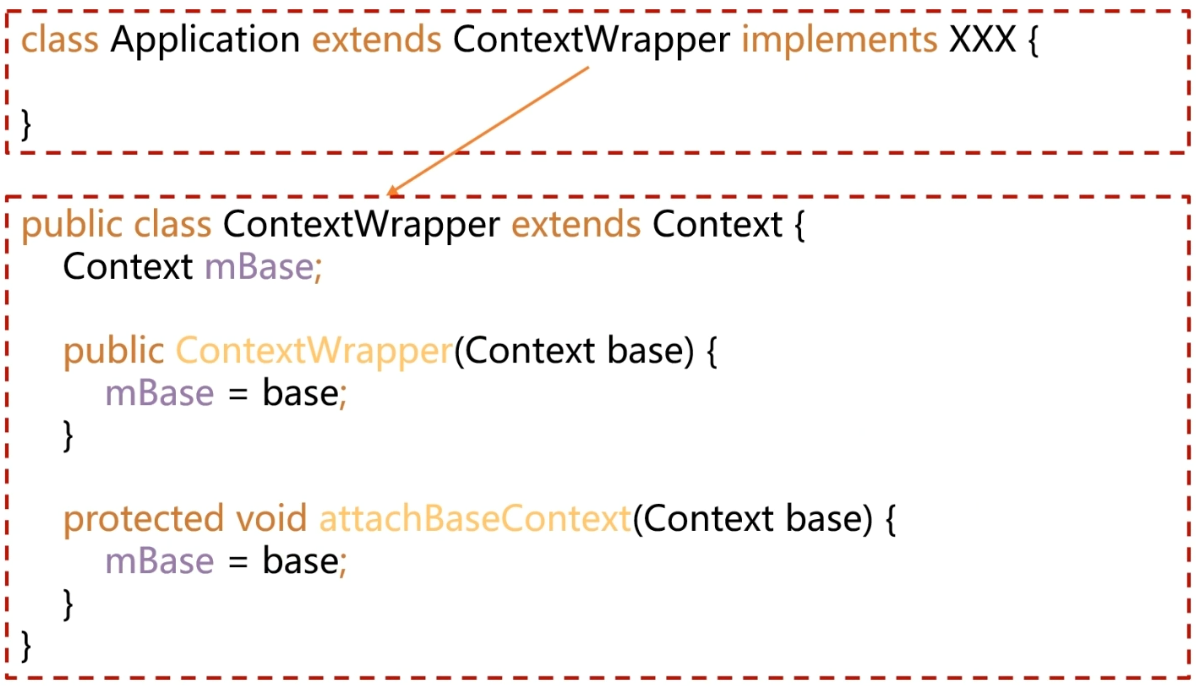 class Application extends ContextWrapper implements XXX {
}
public class ContextWrapper extends Context {
Context mBase;
public ContextWrapper(Context base) {
mBase = base;
}
protected void attachBaseContext(Context base) {
mBase = base;
}
}